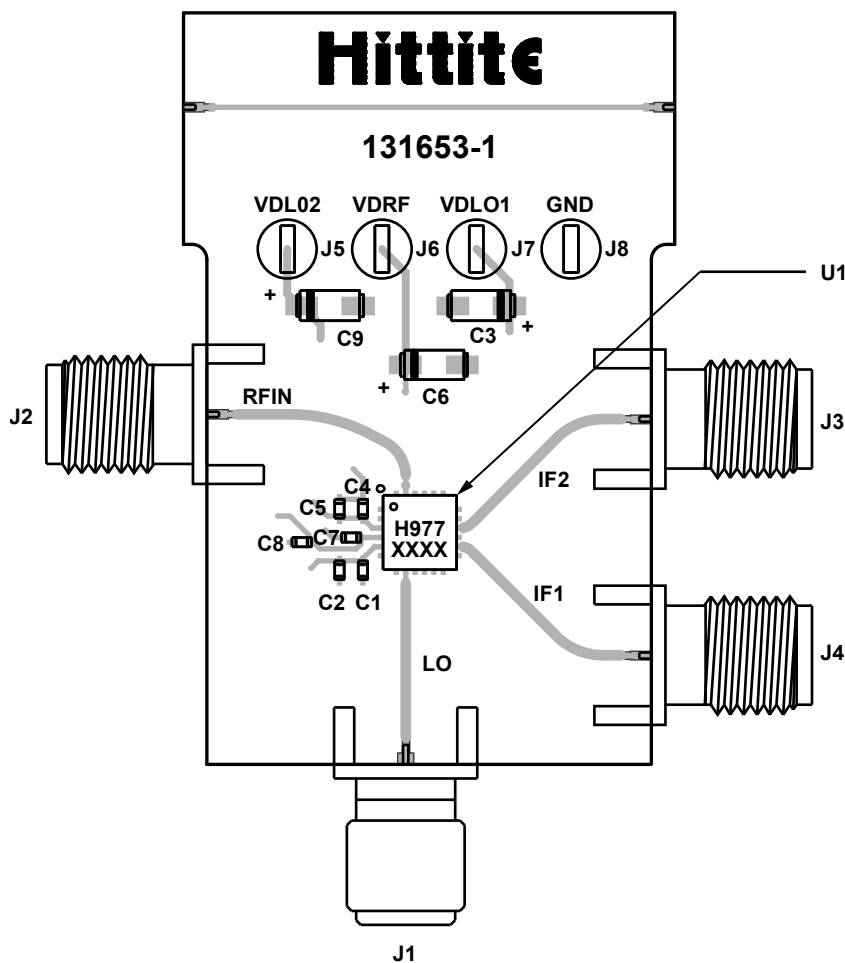 Hittite
131653-1
VDL02 VDRF VDLO1 GND
J5 J6 J7 J8
U1
+ +
C9 C3
+ C6
J2 RFIN J3
IF2
C4
C5
H977
C7
C8 XXXX
C2 C1 IF1
J4
LO
J1